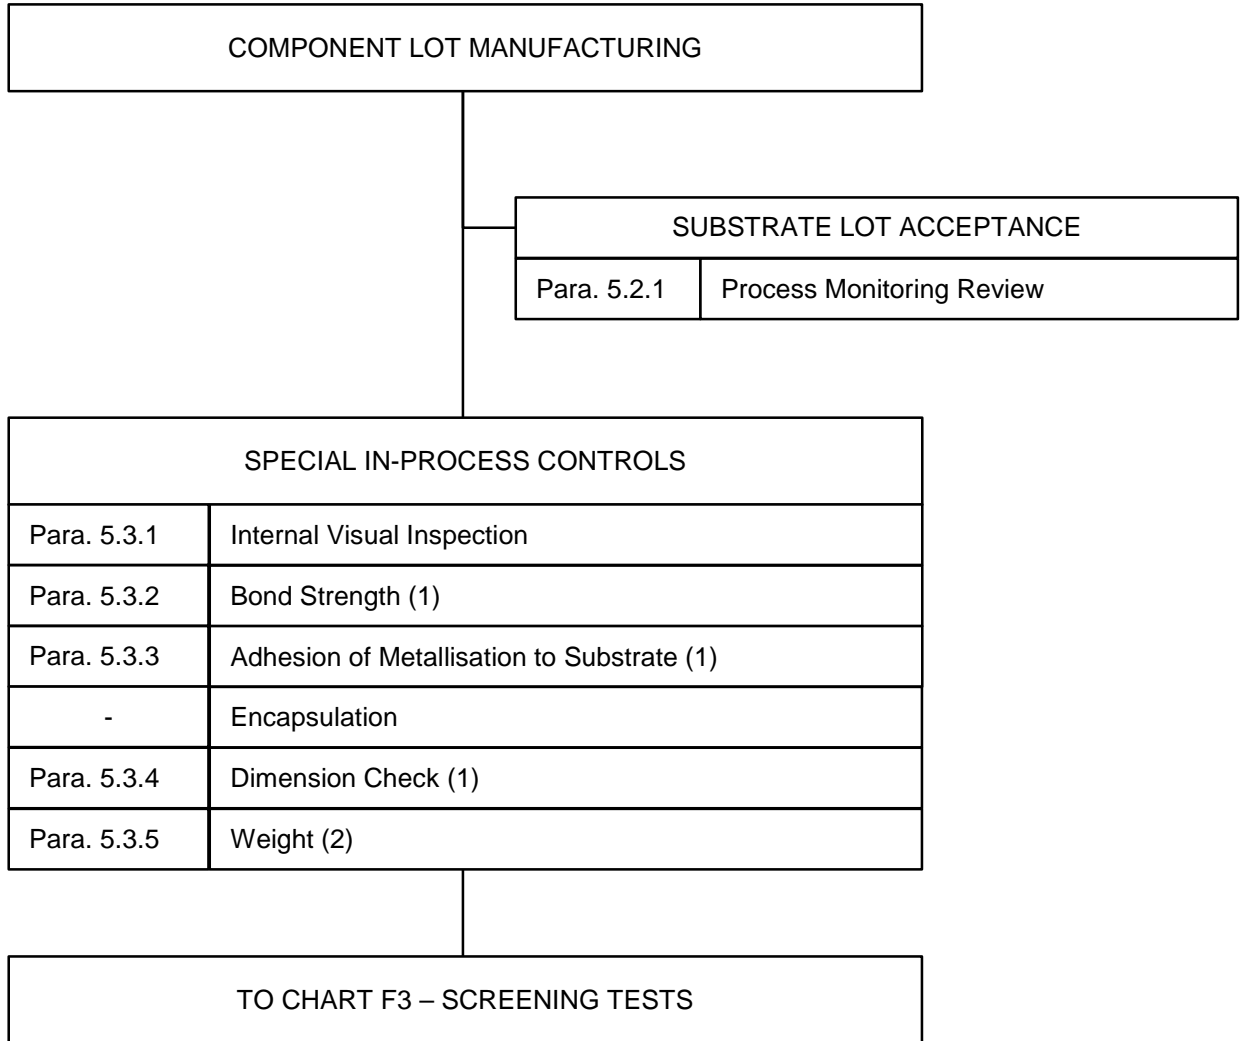 COMPONENT LOT MANUFACTURING
SUBSTRATE LOT ACCEPTANCE
Para. 5.2.1 Process Monitoring Review
SPECIAL IN-PROCESS CONTROLS
Para. 5.3.1 Internal Visual Inspection
Para. 5.3.2 Bond Strength (1)
Para. 5.3.3 Adhesion of Metallisation to Substrate (1)
- Encapsulation
Para. 5.3.4 Dimension Check (1)
Para. 5.3.5 Weight (2)
TO CHART F3 – SCREENING TESTS